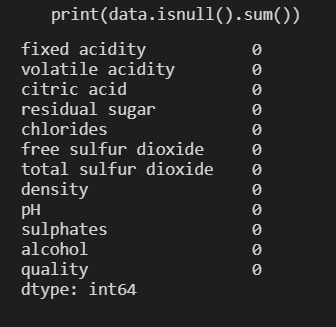 print(data.isnull().sum())
fixed acidity 0
volatile acidity 0
citric acid 0
residual sugar 0
chlorides 0
free sulfur dioxide 0
total sulfur dioxide 0
density 0
pH 0
sulphates 0
alcohol 0
quality 0
dtype: int64